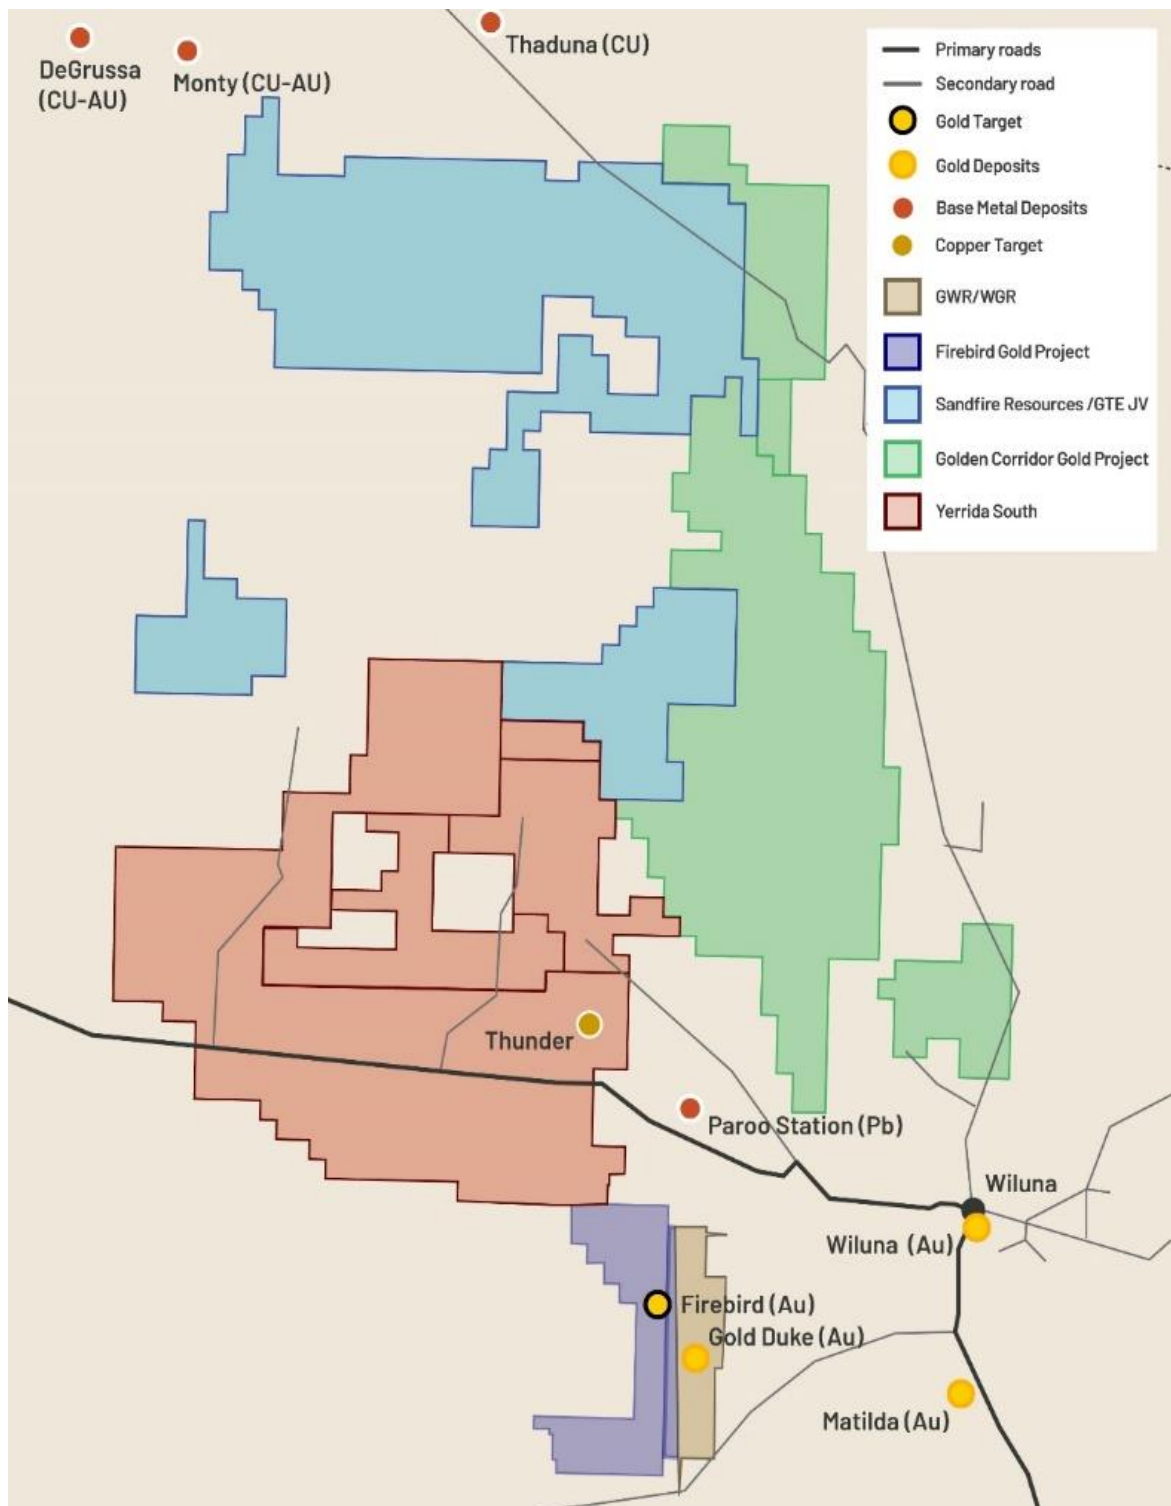 Thaduna (CU)
DeGrussa
(CU-AU)
Monty (CU-AU)
Primary roads
Secondary road
Gold Target
Gold Deposits
Base Metal Deposits
Copper Target
GWR/WGR
Firebird Gold Project
Sandfire Resources /GTE JV
Golden Corridor Gold Project
Yerrida South
Thunder
Paroo Station (Pb)
Wiluna
Wiluna (Au)
Firebird (Au)
Gold Duke (Au)
Matilda (Au)